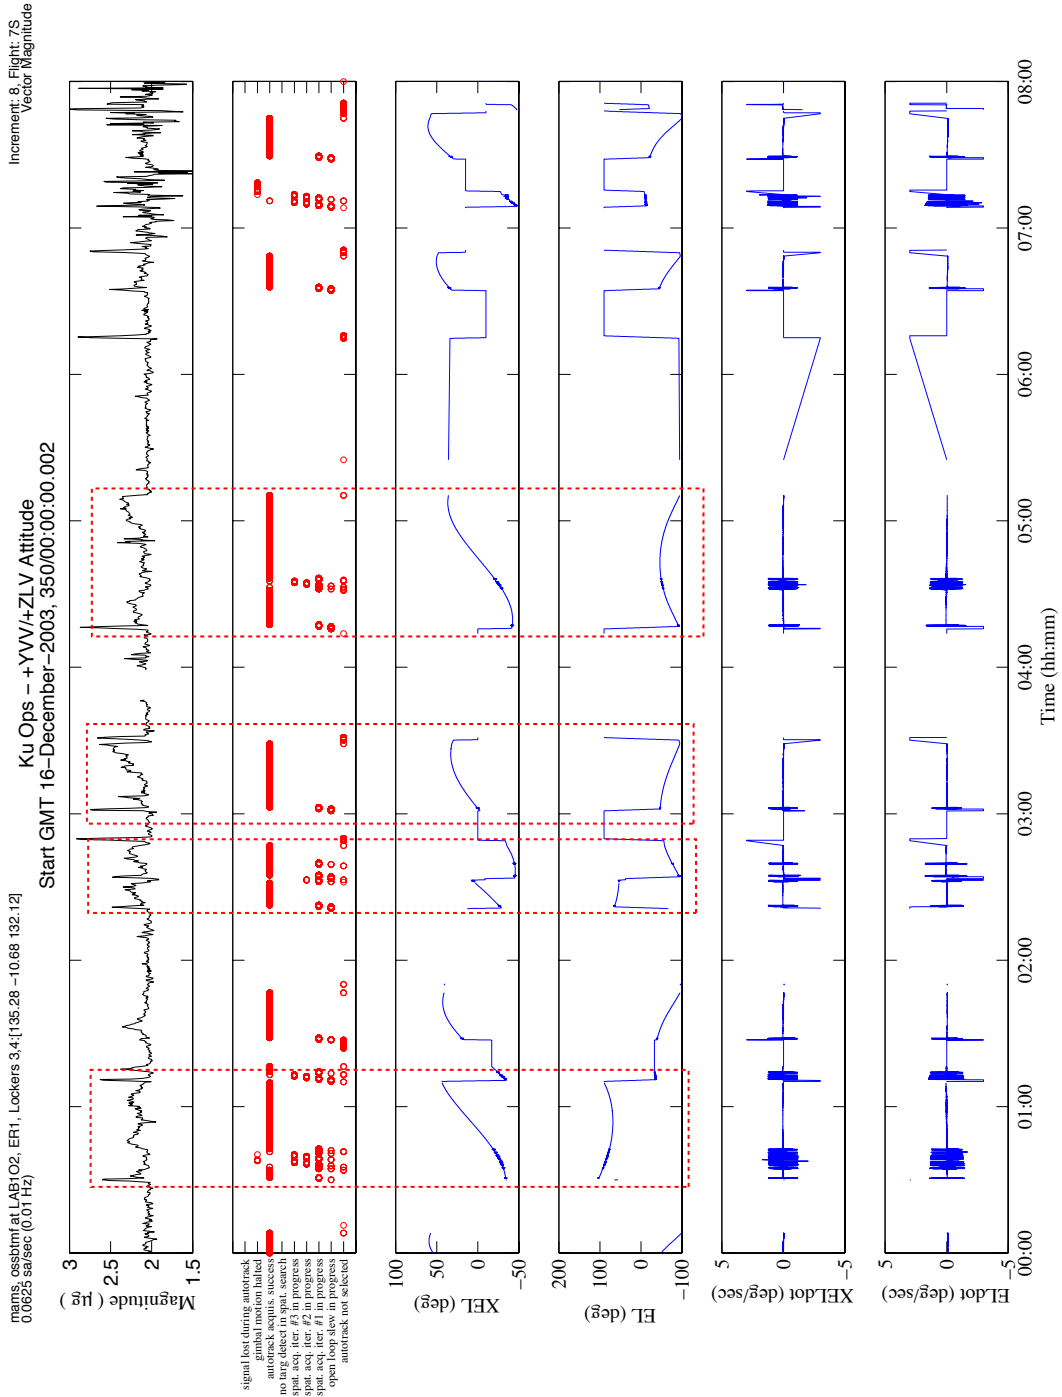 mams, ossbtmf at LAB1O2, ER1, Lockers 3,4:[135.28 −10.68 132.12]
0.0625 sa/sec (0.01 Hz)
Increment: 8, Flight: 7S
Vector Magnitude
Ku Ops − +YVV/+ZLV Attitude
Start GMT 16−December−2003, 350/00:00:00.002
3
2.5
2
1.5
Magnitude ( μg )
signal lost during autotrack
gimbal motion halted
autotrack acquis. success
no targ detect in spat. search
spat. acq. iter. #3 in progress
spat. acq. iter. #2 in progress
spat. acq. iter. #1 in progress
open loop slew in progress
autotrack not selected
100
50
0
−50
XEL (deg)
100
50
0
−50
−100
EL (deg)
5
0
−5
XELdot (deg/sec)
5
0
−5
ELdot (deg/sec)
00:00
01:00
02:00
03:00
04:00
05:00
06:00
07:00
08:00
Time (hh:mm)